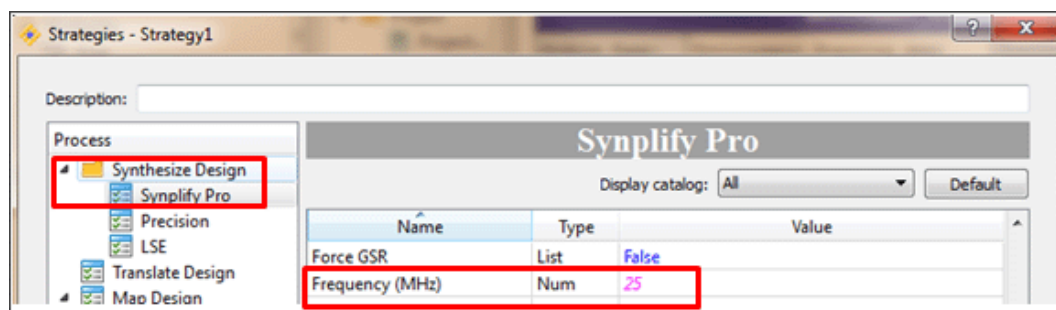 Strategies - Strategy1
Description:
Process
Synthesize Design
Synplify Pro
Precision
LSE
Translate Design
Map Design
Synplify Pro
Display catalog: All Default
Name Type Value
Force GSR List False
Frequency (MHz) Num 25